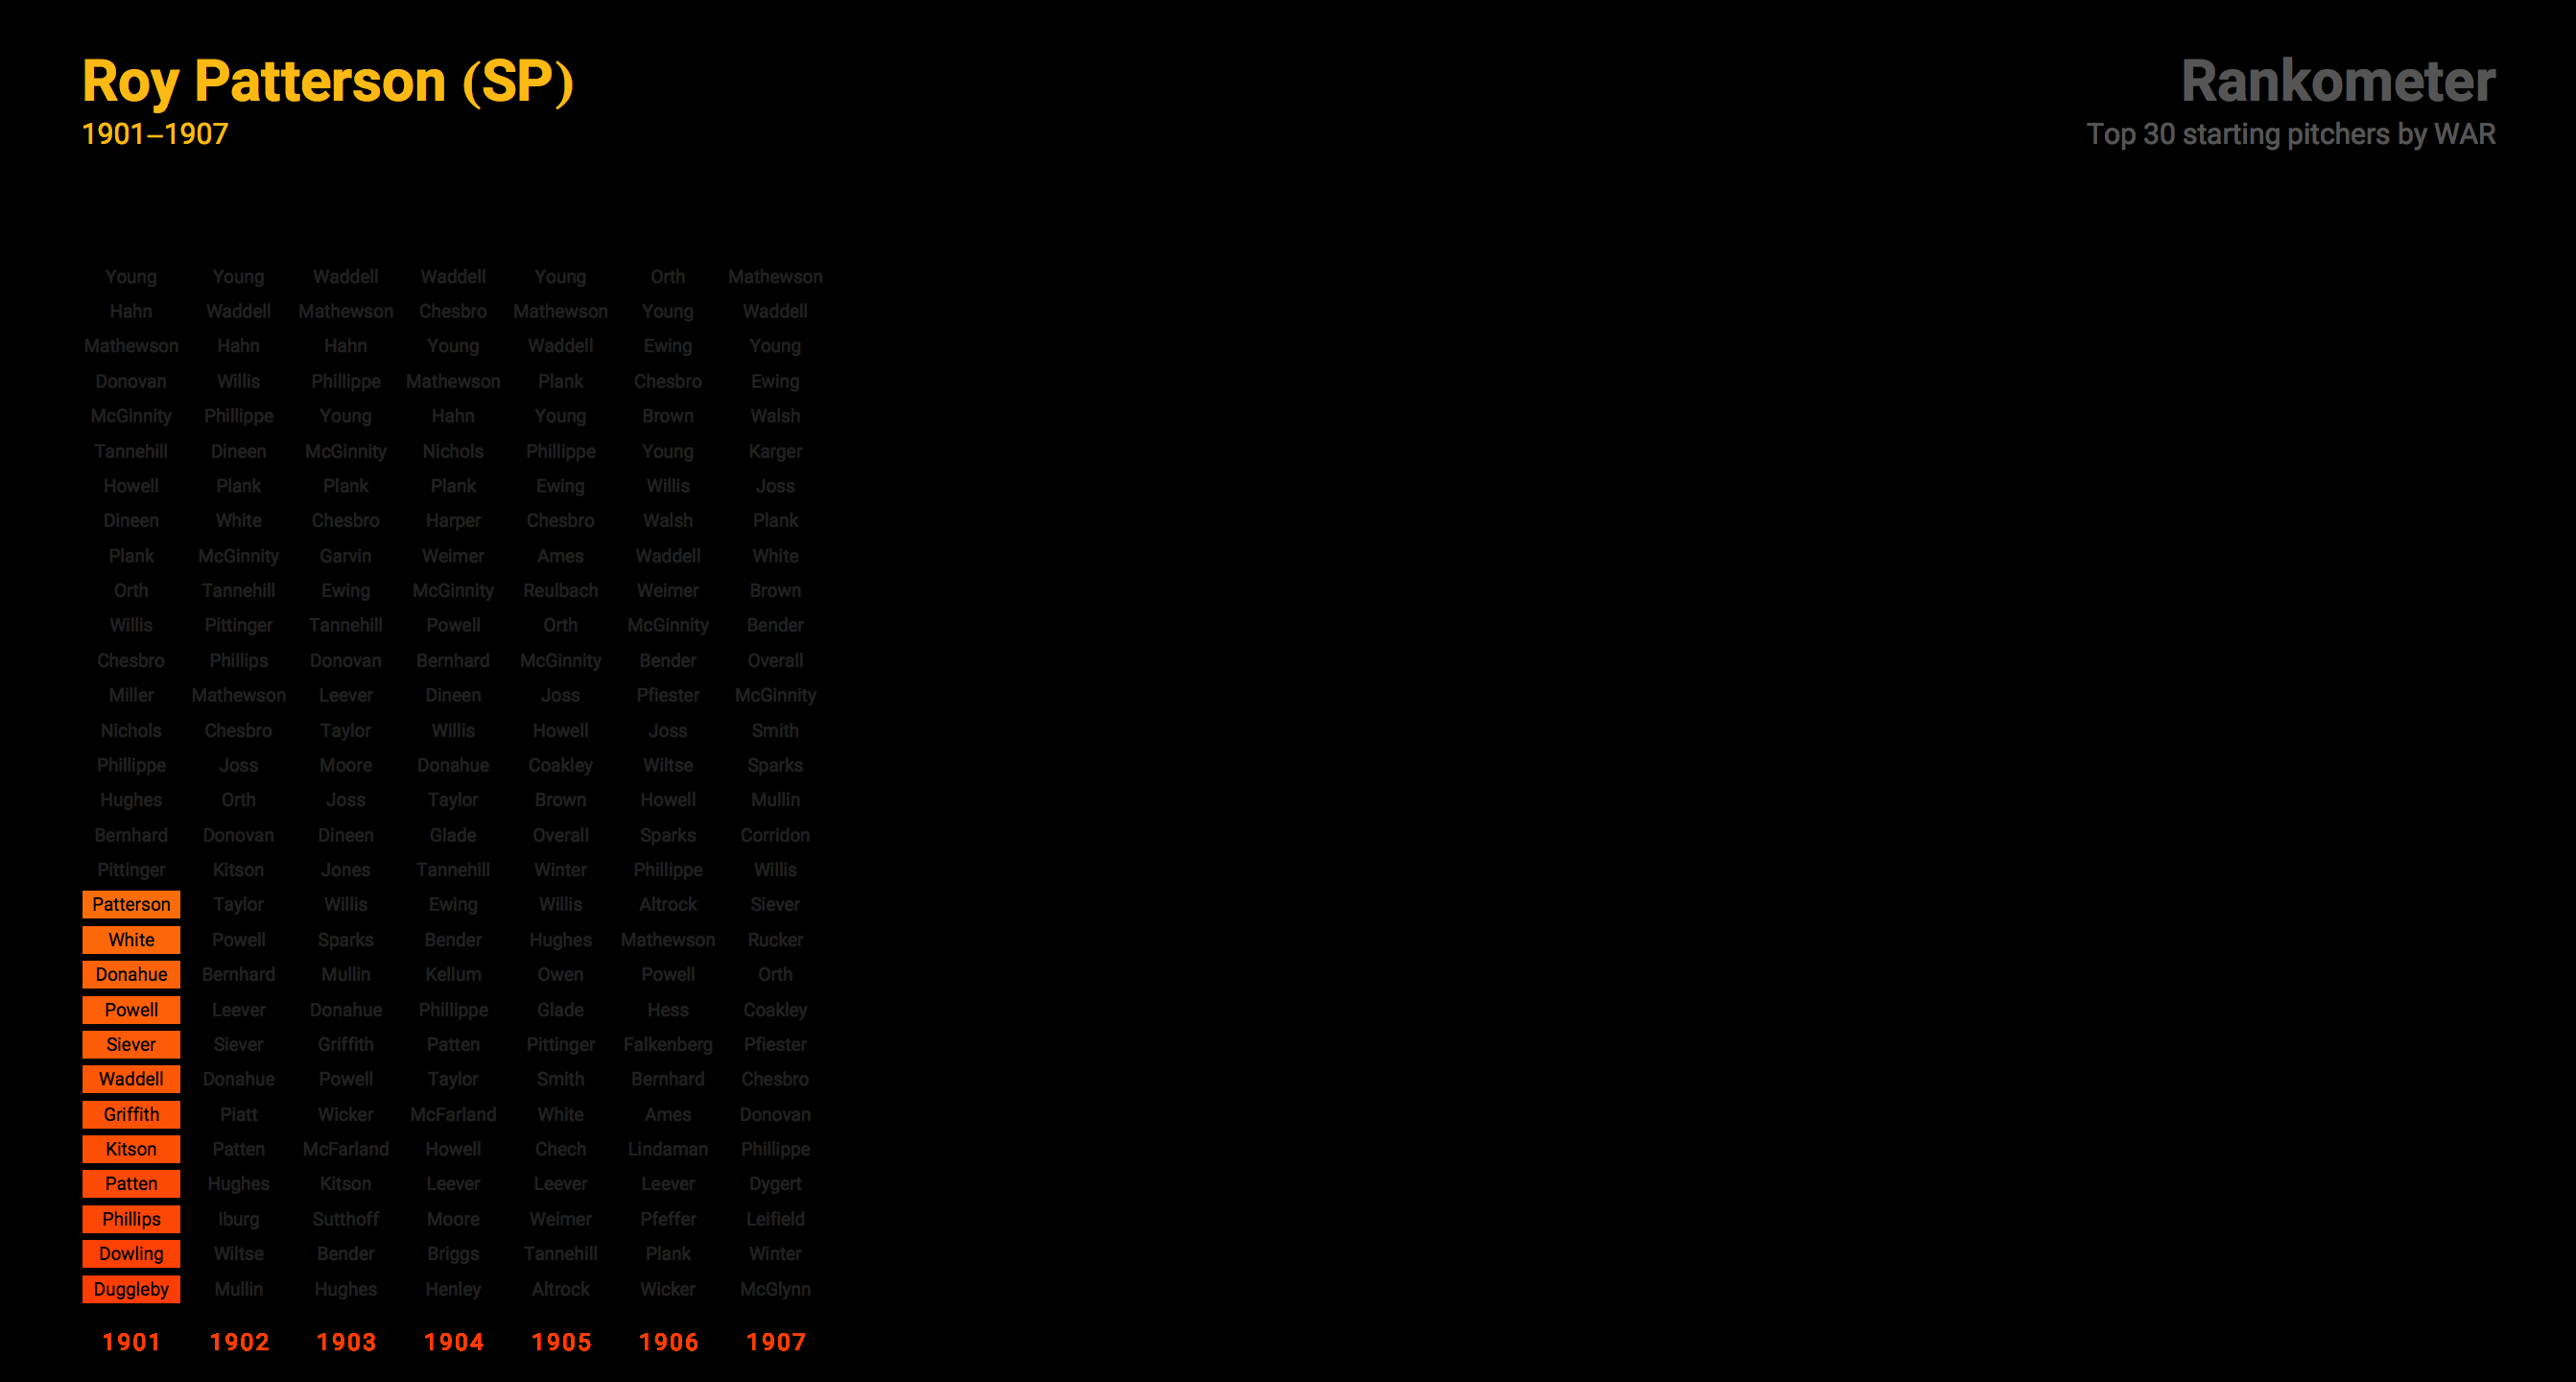 Roy Patterson (SP)
1901–1907
Rankometer
Top 30 starting pitchers by WAR
Young Young Waddell Waddell Young Orth Mathewson
Hahn Waddell Mathewson Chesbro Mathewson Young Waddell
Mathewson Hahn Hahn Young Waddell Ewing Young
Donovan Willis Phillippe Mathewson Plank Chesbro Ewing
McGinnity Phillippe Young Hahn Young Brown Walsh
Tannehill Dineen McGinnity Nichols Phillippe Young Karger
Howell Plank Plank Plank Ewing Willis Joss
Dineen White Chesbro Harper Chesbro Walsh Plank
Plank McGinnity Garvin Weimer Ames Waddell White
Orth Tannehill Ewing McGinnity Reulbach Weimer Brown
Willis Pittinger Tannehill Powell Orth McGinnity Bender
Chesbro Phillips Donovan Bernhard McGinnity Bender Overall
Miller Mathewson Leever Dineen Joss Pfiester McGinnity
Nichols Chesbro Taylor Willis Howell Joss Smith
Phillippe Joss Moore Donahue Coakley Wiltse Sparks
Hughes Orth Joss Taylor Brown Howell Mullin
Bernhard Donovan Dineen Glade Overall Sparks Corridon
Pittinger Kitson Jones Tannehill Winter Phillippe Willis
Patterson Taylor Willis Ewing Willis Altrock Siever
White Powell Sparks Bender Hughes Mathewson Rucker
Donahue Bernhard Mullin Kellum Owen Powell Orth
Powell Leever Donahue Phillippe Glade Hess Coakley
Siever Siever Griffith Patten Pittinger Falkenberg Pfiester
Waddell Donahue Powell Taylor Smith Bernhard Chesbro
Griffith Piatt Wicker McFarland White Ames Donovan
Kitson Patten McFarland Howell Chech Lindaman Phillippe
Patten Hughes Kitson Leever Leever Leever Dygert
Phillips Iburg Sutthoff Moore Weimer Pfeffer Leifield
Dowling Wiltse Bender Briggs Tannehill Plank Winter
Duggleby Mullin Hughes Henley Altrock Wicker McGlynn
1901 1902 1903 1904 1905 1906 1907